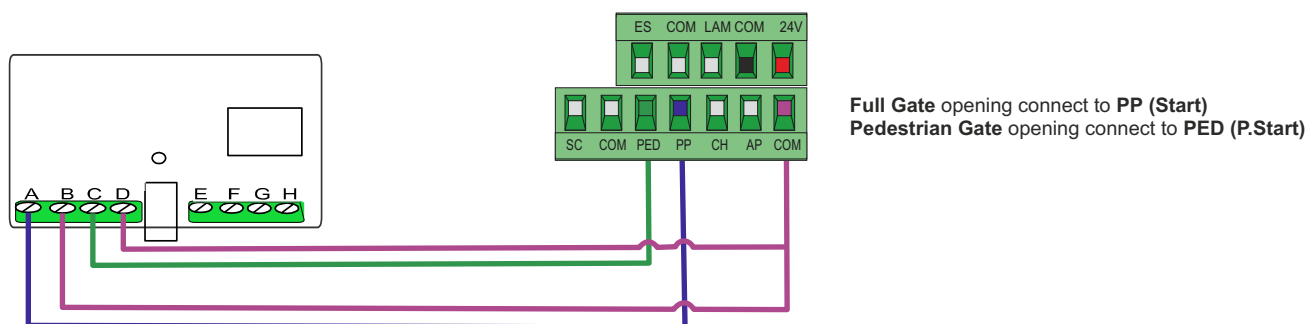 ES COM LAM COM 24V
SC COM PED PP CH AP COM
Full Gate opening connect to PP (Start)
Pedestrian Gate opening connect to PED (P.Start)
A B C D E F G H